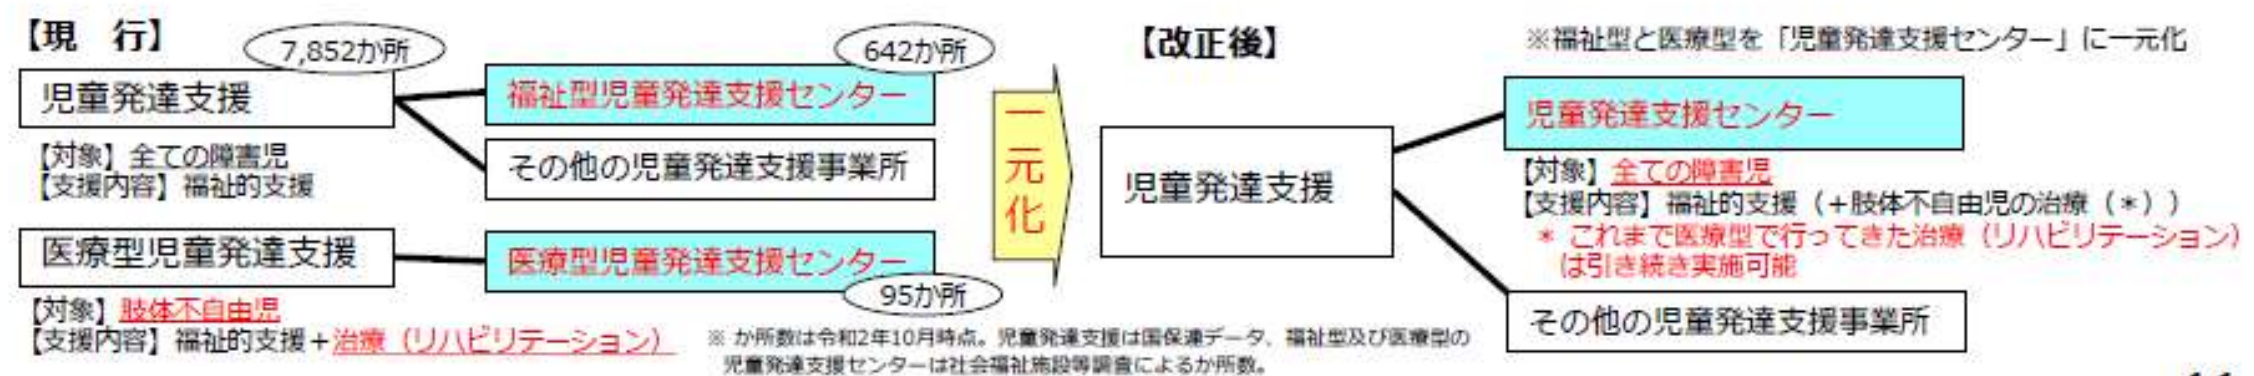 【現　行】
7,852か所
642か所
児童発達支援
福祉型児童発達支援センター
その他の児童発達支援事業所
【対象】全ての障害児
【支援内容】福祉的支援
医療型児童発達支援
医療型児童発達支援センター
95か所
【対象】肢体不自由児
【支援内容】福祉的支援＋治療（リハビリテーション）
※ か所数は令和2年10月時点。児童発達支援は国保連データ、福祉型及び医療型の
児童発達支援センターは社会福祉施設等調査によるか所数。
一元化
【改正後】
※福祉型と医療型を「児童発達支援センター」に一元化
児童発達支援
児童発達支援センター
【対象】全ての障害児
【支援内容】福祉的支援（+肢体不自由児の治療（＊））
＊ これまで医療型で行ってきた治療（リハビリテーション）
は引き続き実施可能
その他の児童発達支援事業所